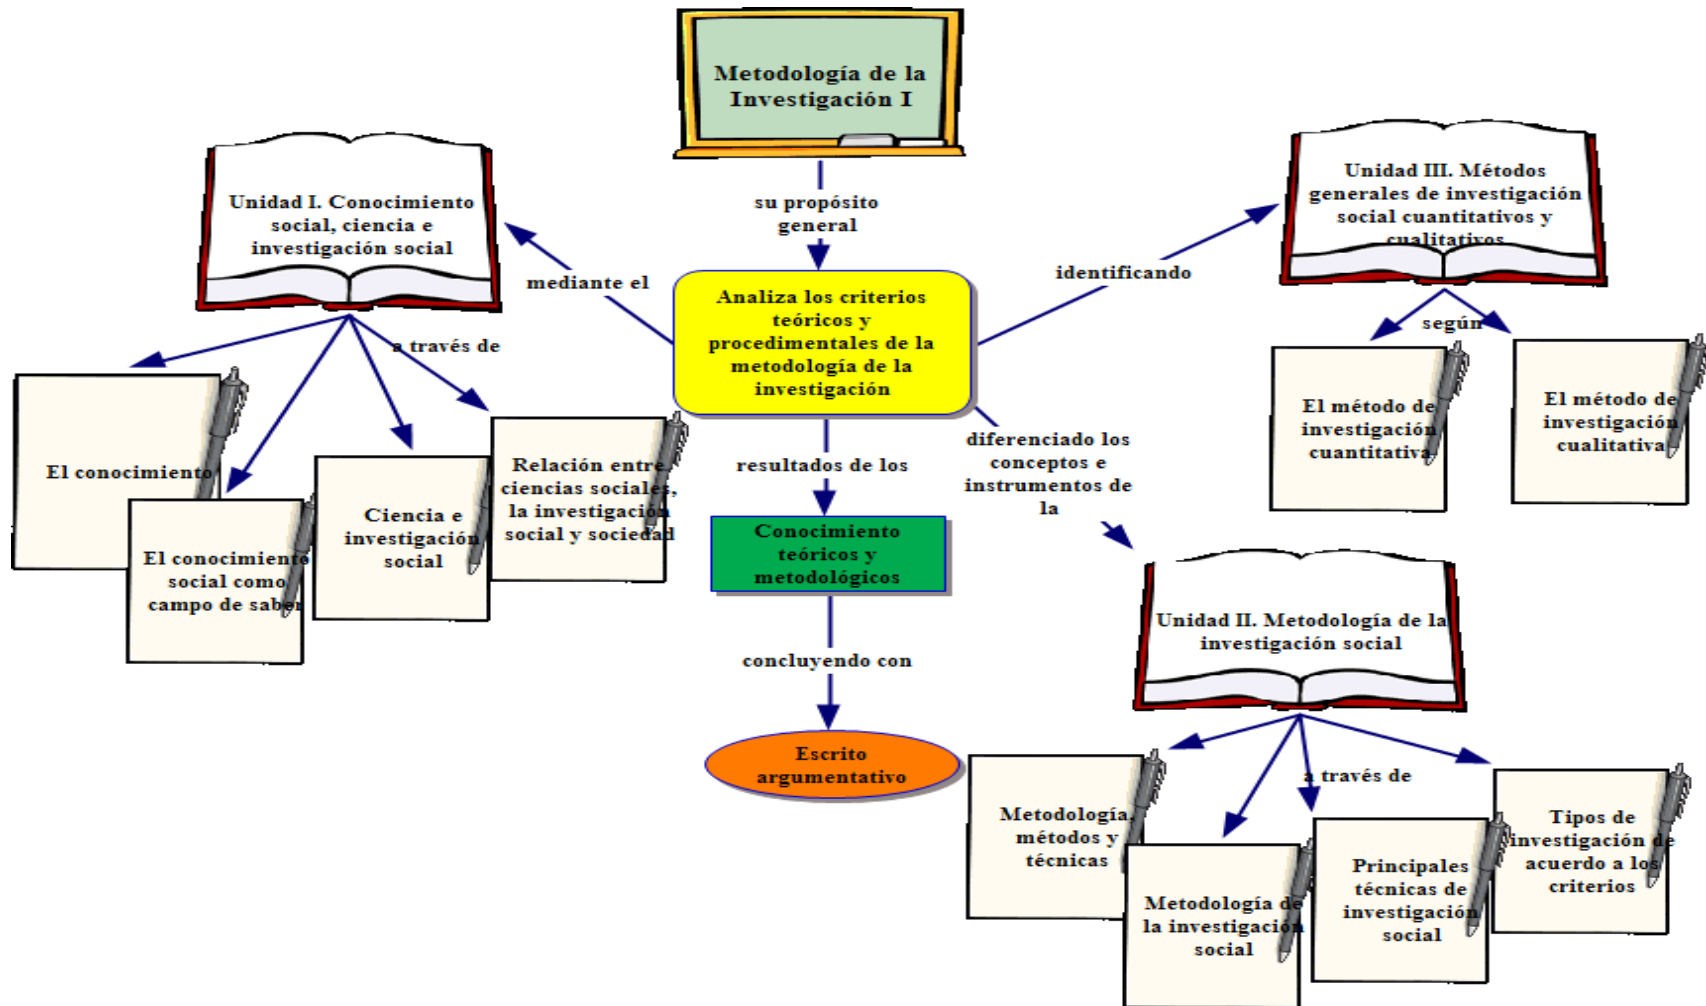 Metodología de la
Investigación I
su propósito
general
Analiza los criterios
teóricos y
procedimentales de la
metodología de la
investigación
mediante el
Unidad I. Conocimiento
social, ciencia e
investigación social
a través de
El conocimiento
El conocimiento
social como
campo de saber
Ciencia e
investigación
social
Relación entre
ciencias sociales,
la investigación
social y sociedad
identificando
Unidad III. Métodos
generales de investigación
social cuantitativos y
cualitativos
según
El método de
investigación
cuantitativa
El método de
investigación
cualitativa
diferenciado los
conceptos e
instrumentos de
la
Unidad II. Metodología de la
investigación social
a través de
Metodología,
métodos y
técnicas
Metodología de
la investigación
social
Principales
técnicas de
investigación
social
Tipos de
investigación de
acuerdo a los
criterios
resultados de los
Conocimiento
teóricos y
metodológicos
concluyendo con
Escrito
argumentativo